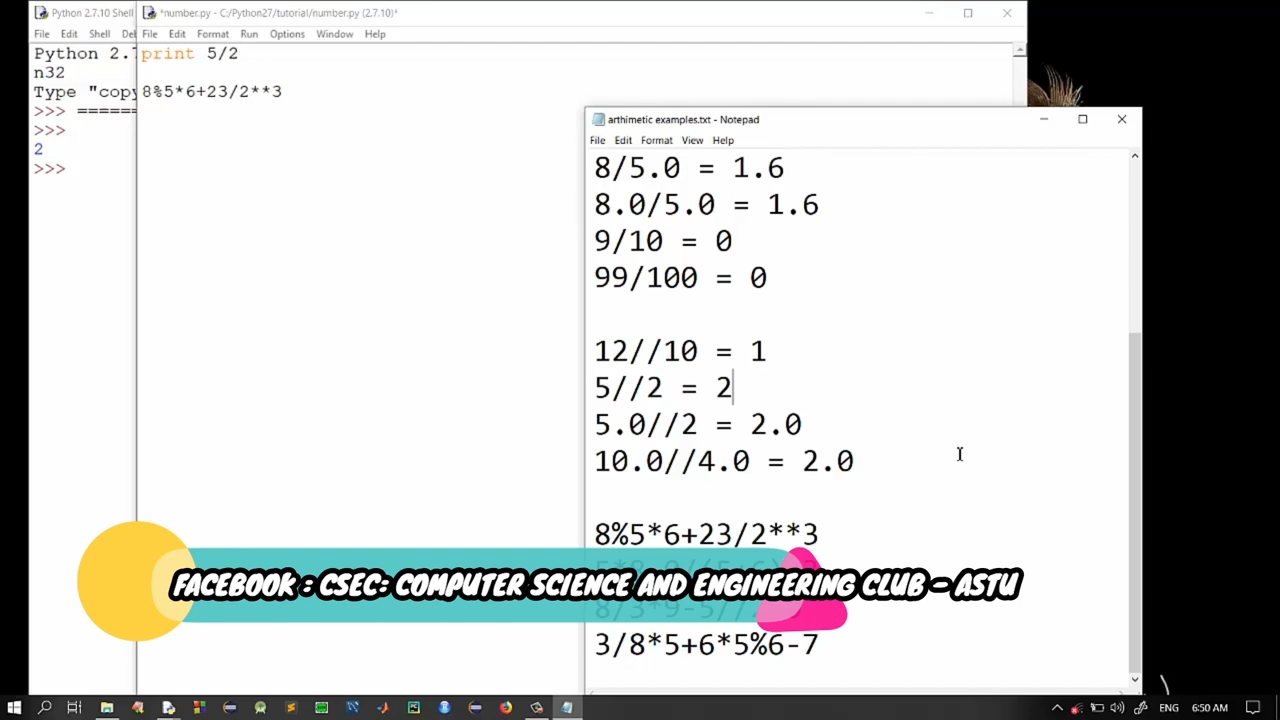 Python 2.7.10 Shell
*number.py - C:/Python27/tutorial/number.py (2.7.10)*
File Edit Shell
File Edit Format Run Options Window Help
Python 2.7
n32
Type "copy
>>> ======
>>>
2
>>>
print 5/2
8%5*6+23/2**3
arthimetic examples.txt - Notepad
File Edit Format View Help
8/5.0 = 1.6
8.0/5.0 = 1.6
9/10 = 0
99/100 = 0
12//10 = 1
5//2 = 2
5.0//2 = 2.0
10.0//4.0 = 2.0
8%5*6+23/2**3
8/3*9-5//
3/8*5+6*5%6-7
FACEBOOK : CSEC: COMPUTER SCIENCE AND ENGINEERING CLUB - ASTU
ENG 6:50 AM